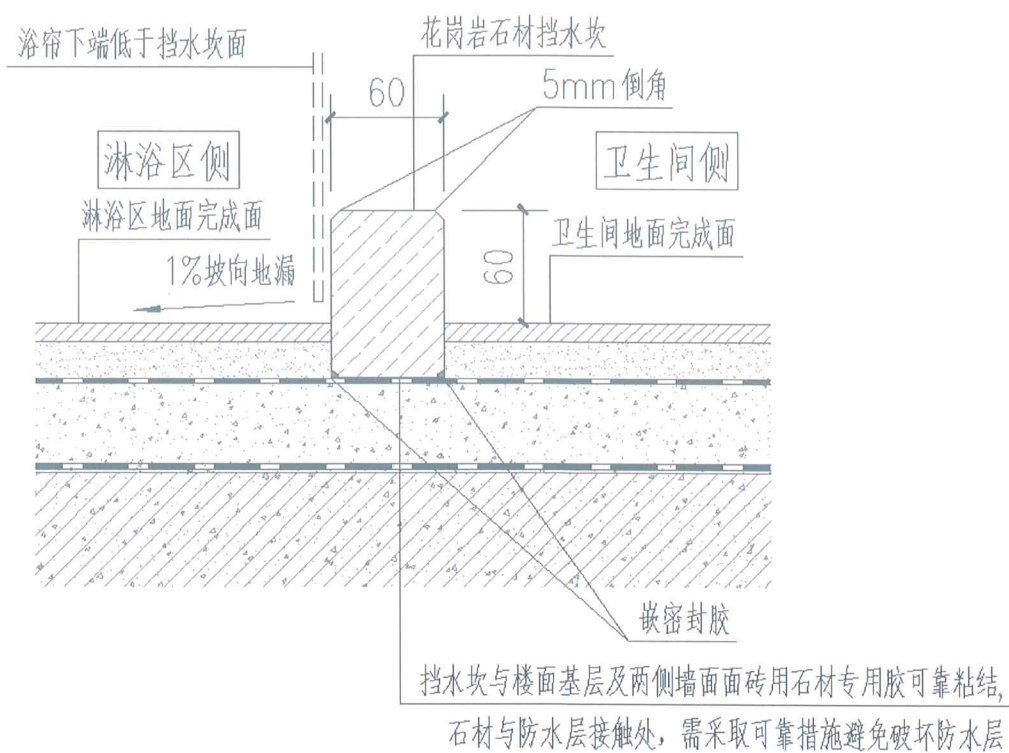 浴帘下端低于挡水坎面
花岗岩石材挡水坎
60
5mm倒角
淋浴区侧
卫生间侧
淋浴区地面完成面
卫生间地面完成面
1%坡向地漏
60
嵌密封胶
挡水坎与楼面基层及两侧墙面面砖用石材专用胶可靠粘结,
石材与防水层接触处，需采取可靠措施避免破坏防水层